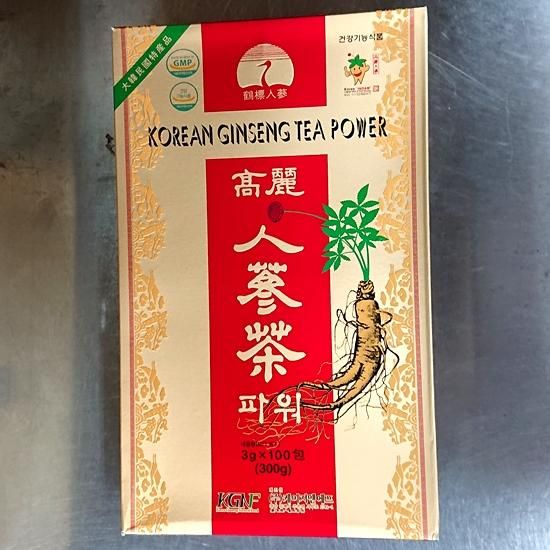 大韓民國特産品
GMP
鶴標人蔘
건강기능식품
KOREAN GINSENG TEA POWER
高麗
人蔘茶
파워
3g×100包
(300g)
KGNF